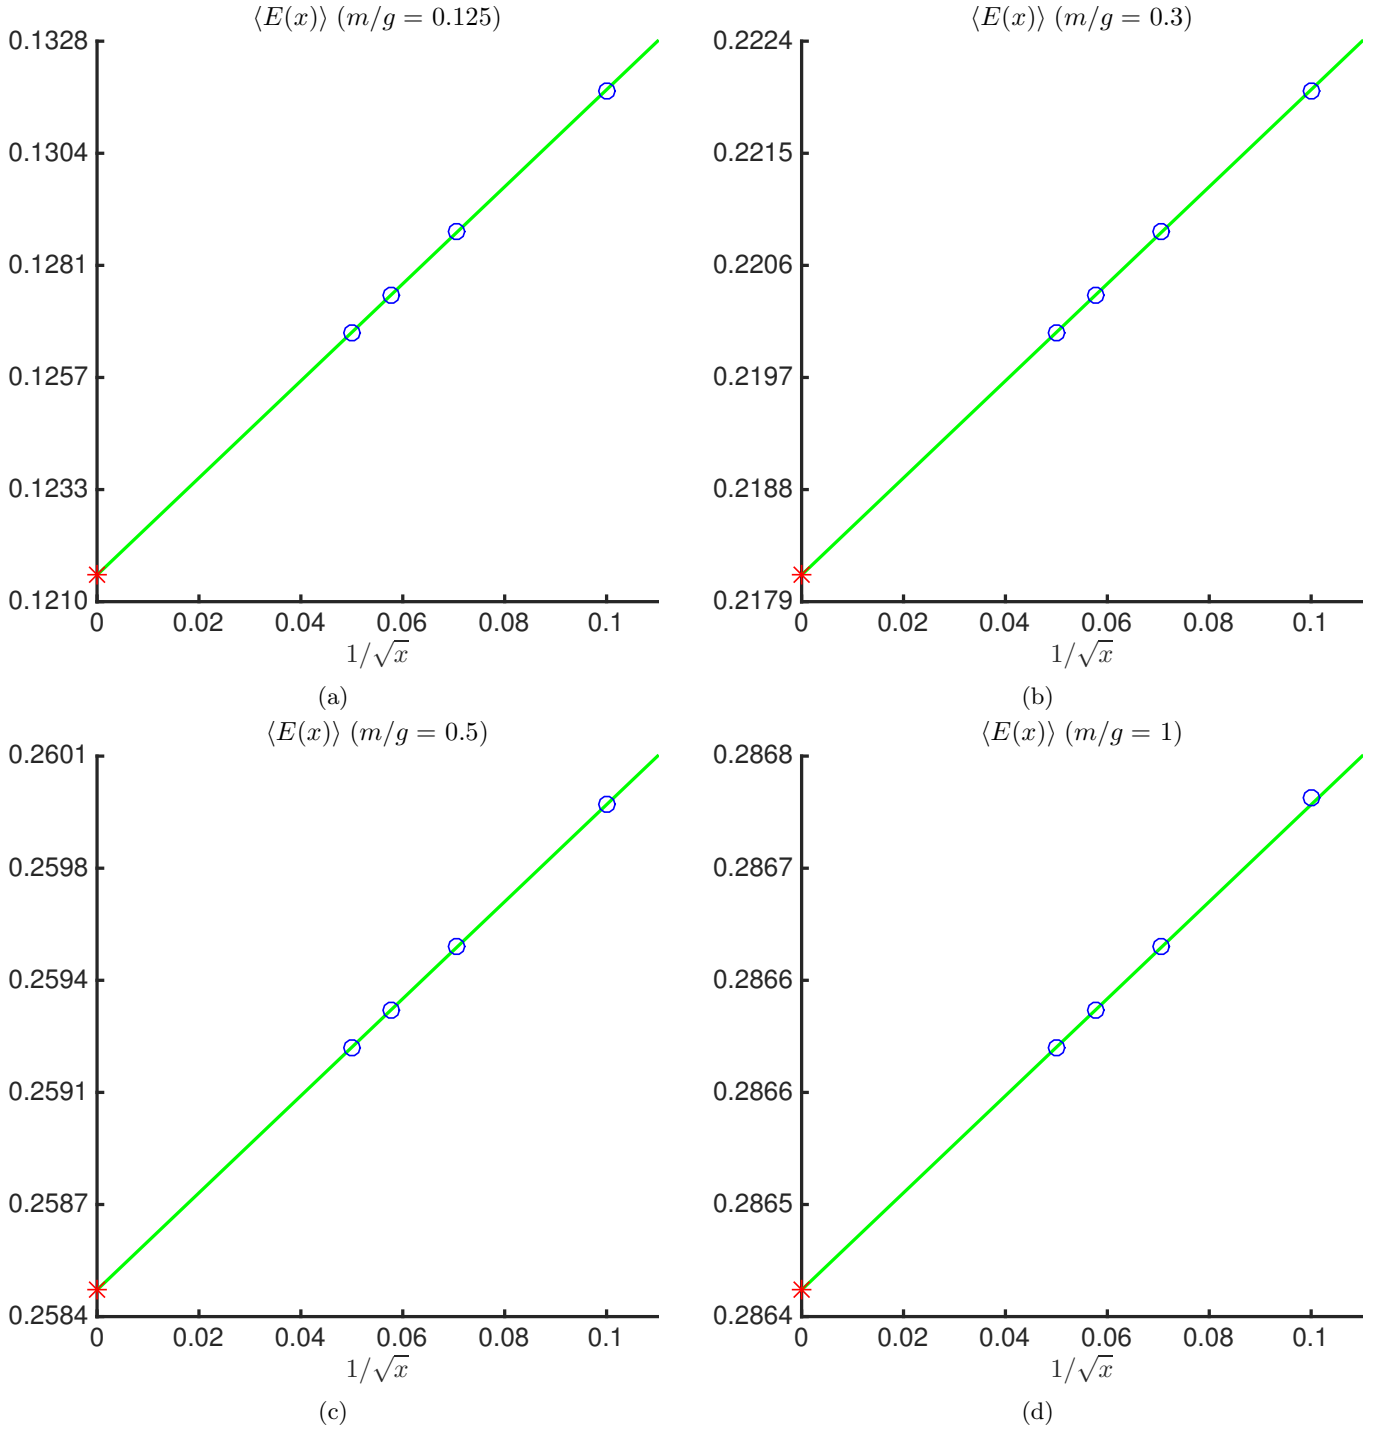 ⟨E(x)⟩ (m/g = 0.125)
0.1328
0.1304
0.1281
0.1257
0.1233
0.1210
0 0.02 0.04 0.06 0.08 0.1
1/√x
(a)
⟨E(x)⟩ (m/g = 0.3)
0.2224
0.2215
0.2206
0.2197
0.2188
0.2179
0 0.02 0.04 0.06 0.08 0.1
1/√x
(b)
⟨E(x)⟩ (m/g = 0.5)
0.2601
0.2598
0.2594
0.2591
0.2587
0.2584
0 0.02 0.04 0.06 0.08 0.1
1/√x
(c)
⟨E(x)⟩ (m/g = 1)
0.2868
0.2867
0.2866
0.2866
0.2865
0.2864
0 0.02 0.04 0.06 0.08 0.1
1/√x
(d)